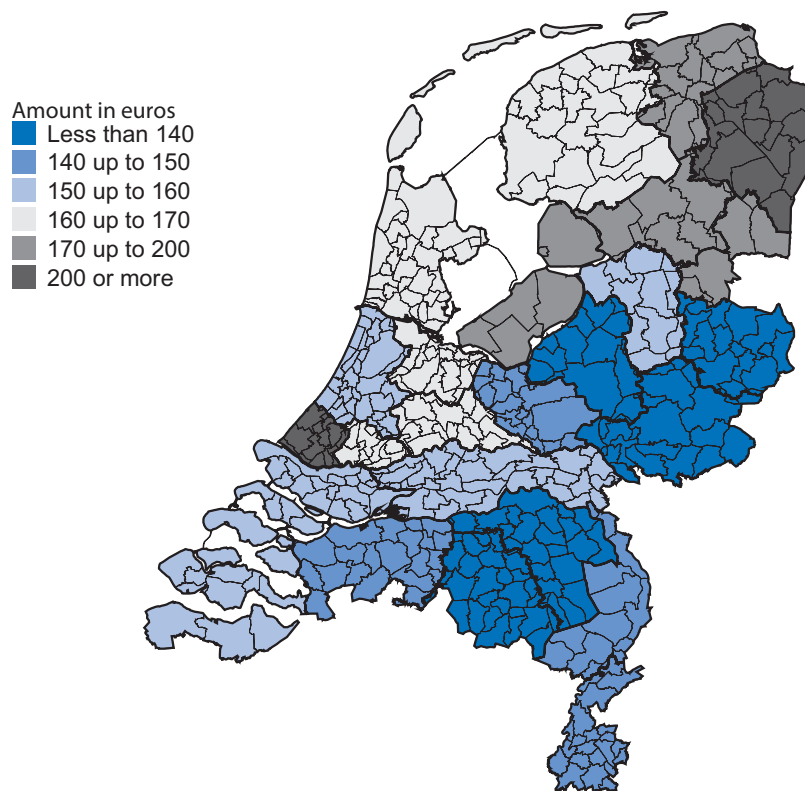 Amount in euros
Less than 140
140 up to 150
150 up to 160
160 up to 170
170 up to 200
200 or more